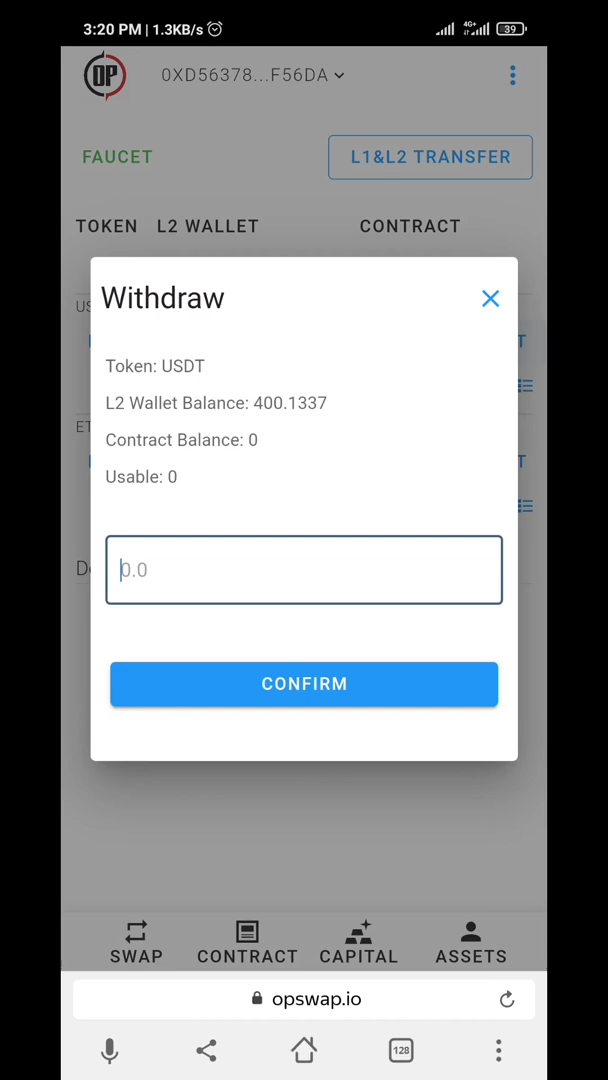 3:20 PM | 1.3KB/s 4G+ 39
OP 0XD56378...F56DA
FAUCET L1&L2 TRANSFER
TOKEN L2 WALLET CONTRACT
Withdraw
Token: USDT
L2 Wallet Balance: 400.1337
Contract Balance: 0
Usable: 0
0.0
CONFIRM
SWAP CONTRACT CAPITAL ASSETS
opswap.io
128